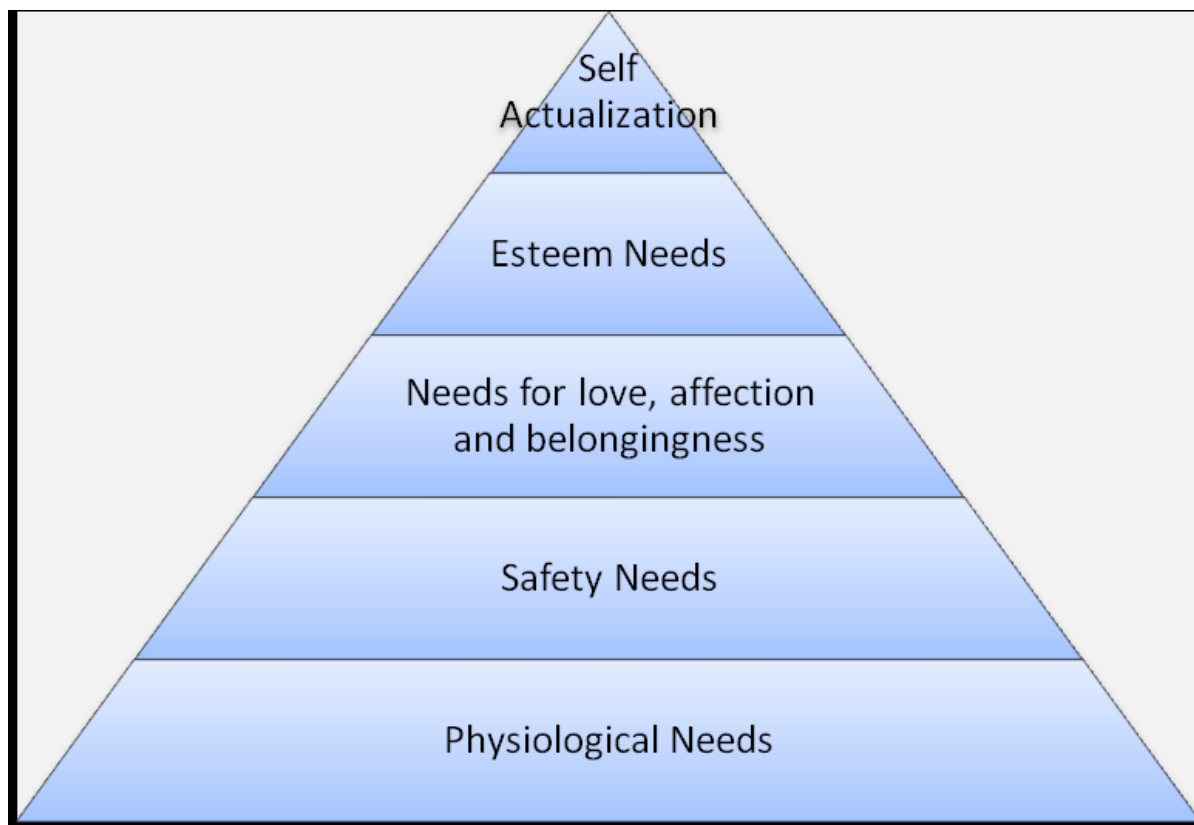 Self
Actualization
Esteem Needs
Needs for love, affection
and belongingness
Safety Needs
Physiological Needs